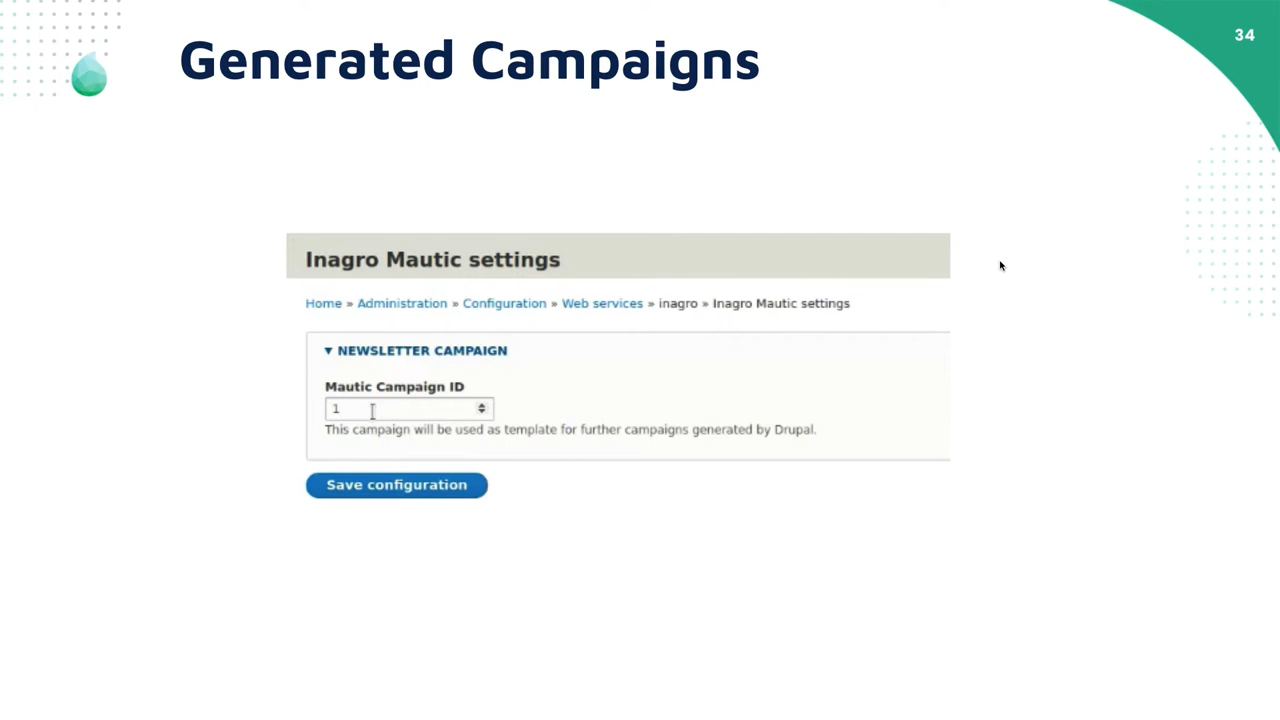 34
Generated Campaigns
Inagro Mautic settings
Home » Administration » Configuration » Web services » inagro » Inagro Mautic settings
▼ NEWSLETTER CAMPAIGN
Mautic Campaign ID
1
This campaign will be used as template for further campaigns generated by Drupal.
Save configuration